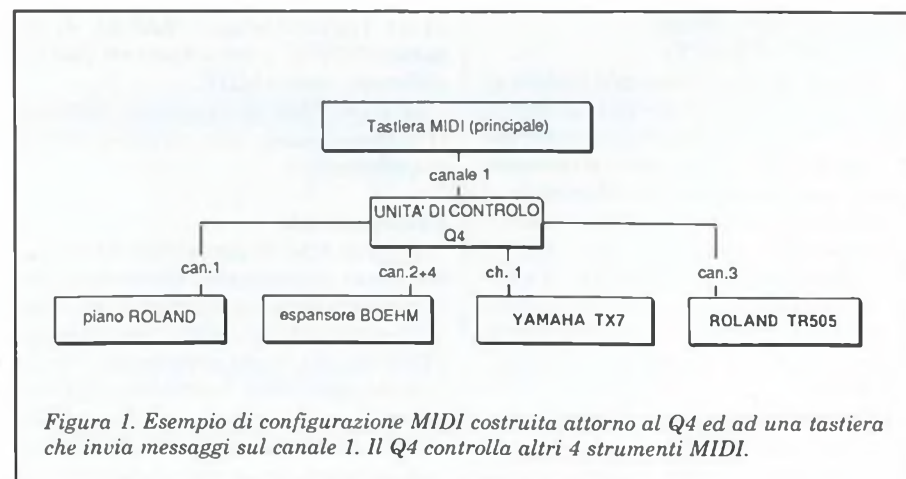 Tastiera MIDI (principale)
canale 1
UNITA' DI CONTROLO
Q4
can.1
can.2+4
ch. 1
can.3
piano ROLAND
espansore BOEHM
YAMAHA TX7
ROLAND TR505
Figura 1. Esempio di configurazione MIDI costruita attorno al Q4 ed ad una tastiera
che invia messaggi sul canale 1. Il Q4 controlla altri 4 strumenti MIDI.